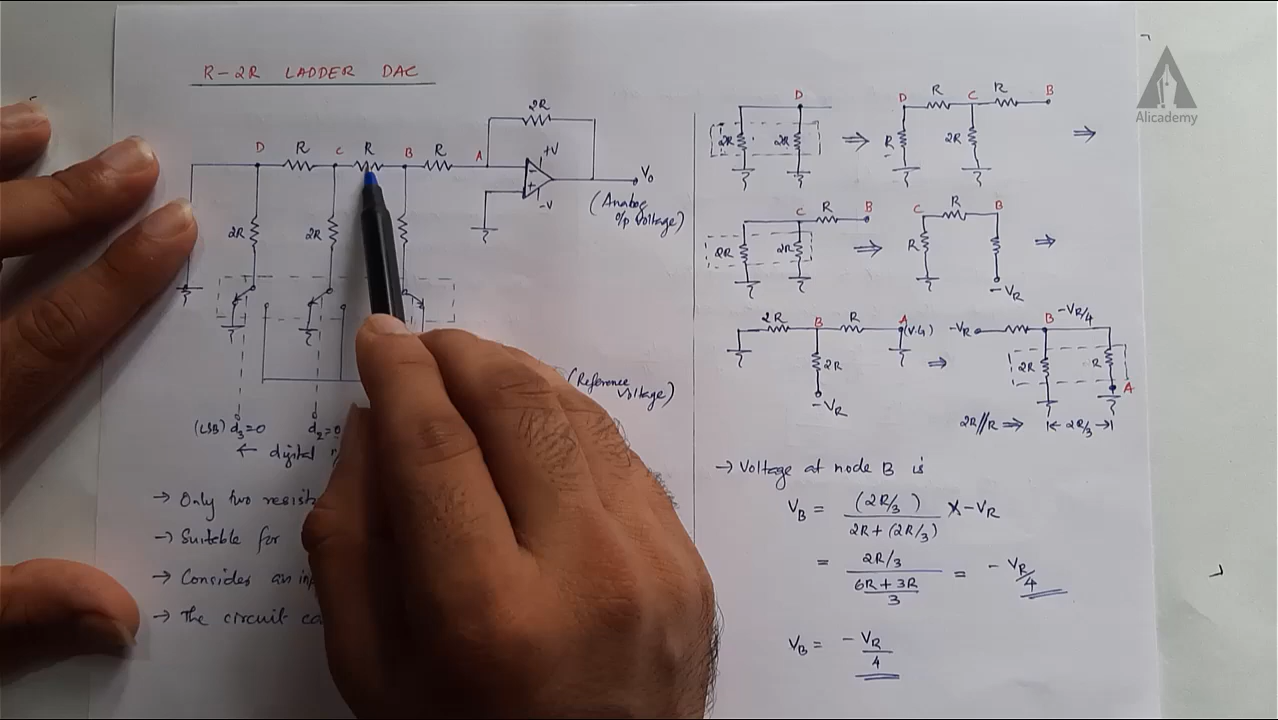 R-2R LADDER DAC
Alicademy
2R
D R C R B R A
+V
-V
V₀
(Analog
o/p voltage)
2R 2R
(Reference
voltage)
(LSB) d₃=0 d₂=0
← digital
→ Only two
→ Suitable for
→ Consider an
→ The circuit
D
2R 2R
⇒
D R C R B
R 2R
⇒
C R B
2R 2R
⇒
C R B
R
-VR
⇒
2R B R A
(V.G)
2R
-VR
⇒
-VR B -VR/4
2R R
A
2R//R ⇒ |← 2R/3 →|
→ Voltage at node B is
VB = (2R/3) / 2R+(2R/3) X -VR
= 2R/3 / 6R+3R/3 = - VR/4
VB = - VR/4